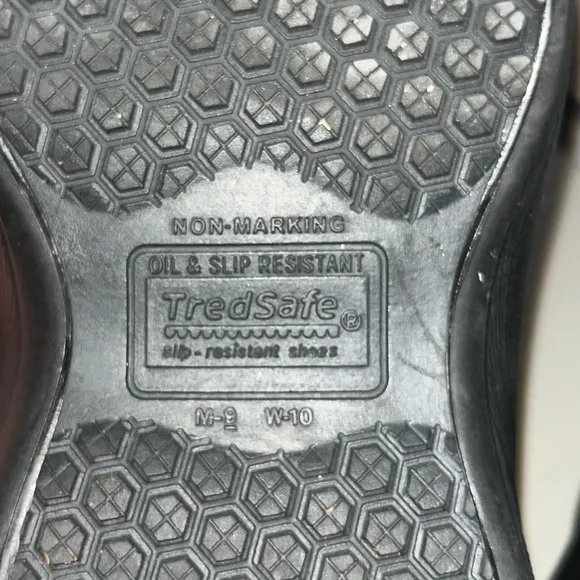 NON-MARKING
OIL & SLIP RESISTANT
TredSafe®
slip-resistant shoes
M-9 W-10